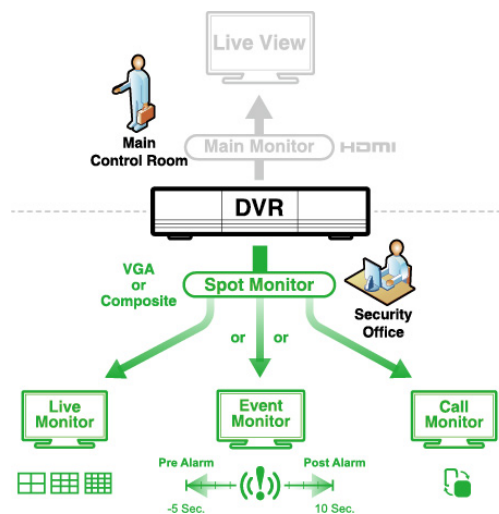 Live View
Main
Control Room
Main Monitor
HDMI
DVR
VGA
or
Composite
Spot Monitor
Security
Office
or or
Live
Monitor
Event
Monitor
Call
Monitor
Pre Alarm
Post Alarm
-5 Sec.
10 Sec.